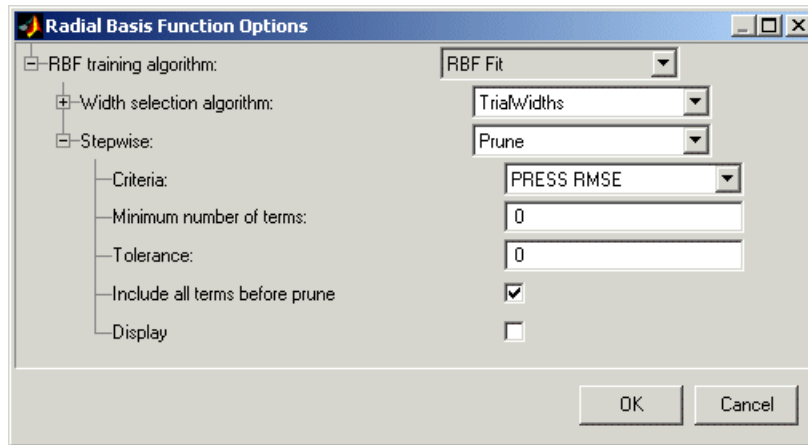 Radial Basis Function Options
RBF training algorithm: RBF Fit
Width selection algorithm: TrialWidths
Stepwise: Prune
Criteria: PRESS RMSE
Minimum number of terms: 0
Tolerance: 0
Include all terms before prune
Display
OK Cancel